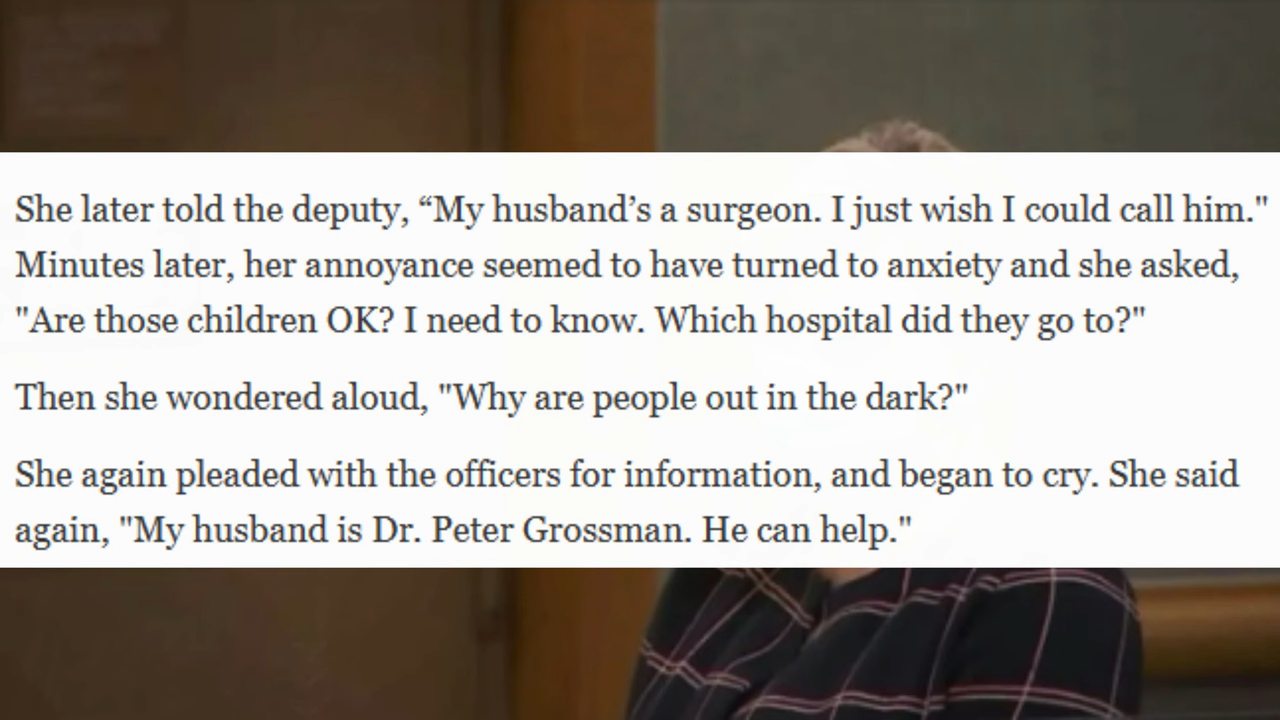 She later told the deputy, “My husband’s a surgeon. I just wish I could call him."
Minutes later, her annoyance seemed to have turned to anxiety and she asked,
"Are those children OK? I need to know. Which hospital did they go to?"
Then she wondered aloud, "Why are people out in the dark?"
She again pleaded with the officers for information, and began to cry. She said
again, "My husband is Dr. Peter Grossman. He can help."